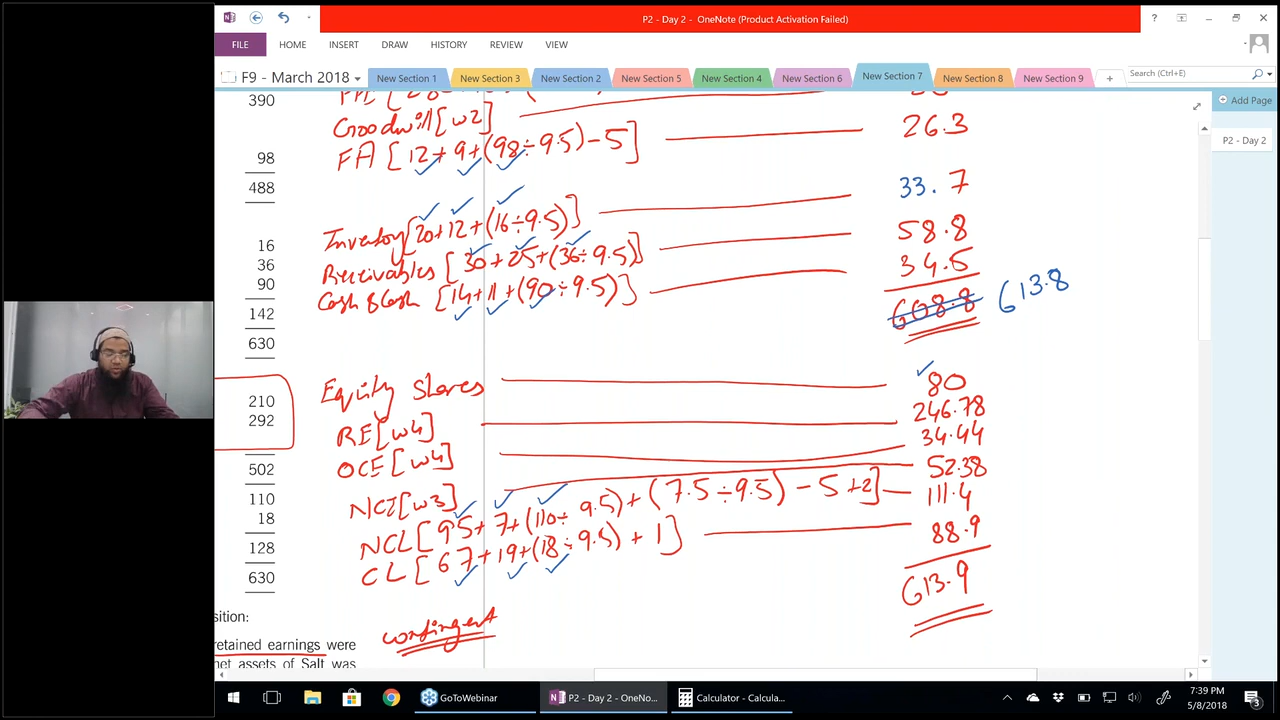 P2 - Day 2 - OneNote (Product Activation Failed)
FILE HOME INSERT DRAW HISTORY REVIEW VIEW
F9 - March 2018 New Section 1 New Section 3 New Section 2 New Section 5 New Section 4 New Section 6 New Section 7 New Section 8 New Section 9 Search (Ctrl+E)
Add Page
P2 - Day 2
390
Goodwill [w2] 26.3
98 FA [12 + 9 + (98 ÷ 9.5) - 5]
488 33.7
Inventory [20 + 12 + (16 ÷ 9.5)] 58.8
16
36 Receivables [30 + 25 + (36 ÷ 9.5)] 34.5
90 Cash & Cash [14 + 11 + (90 ÷ 9.5)] 608.8 613.8
142
630
Equity Shares 80
210
292 RE [w4] 246.78
OCE [w4] 34.44
502
NCI [w3] 52.38
110 NCL [95 + 7 + (110 ÷ 9.5) + (7.5 ÷ 9.5) - 5 + 2] 111.4
18
128 CL [67 + 19 + (18 ÷ 9.5) + 1] 88.9
630 613.9
sition:
contingent
retained earnings were
net assets of Salt was
GoToWebinar P2 - Day 2 - OneNo... Calculator - Calcula...
7:39 PM
5/8/2018
3